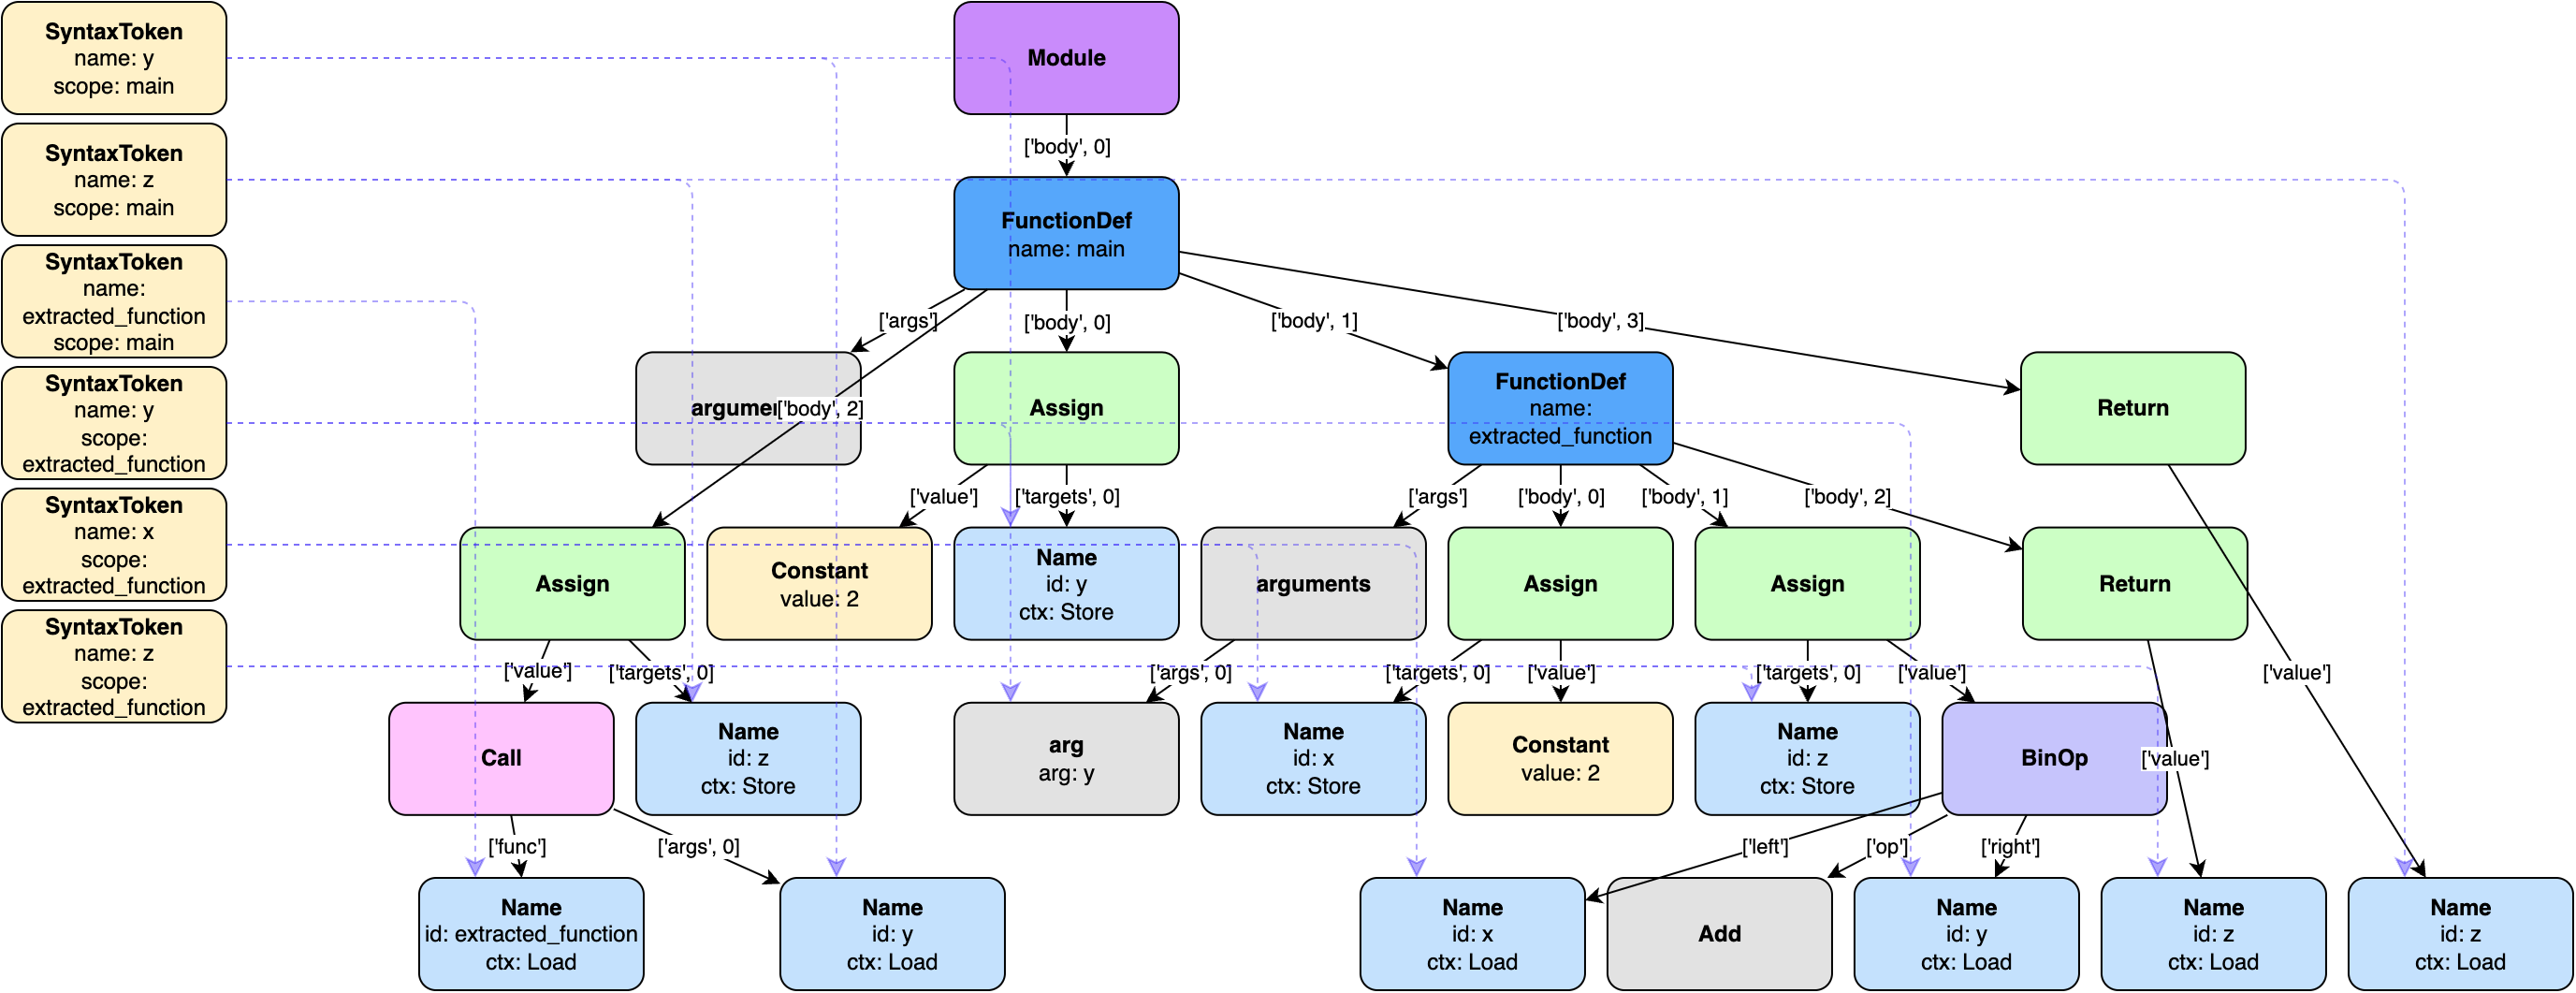 SyntaxToken
name: y
scope: main
SyntaxToken
name: z
scope: main
SyntaxToken
name:
extracted_function
scope: main
SyntaxToken
name: y
scope:
extracted_function
SyntaxToken
name: x
scope:
extracted_function
SyntaxToken
name: z
scope:
extracted_function
Module
['body', 0]
FunctionDef
name: main
['args']
['body', 0]
['body', 1]
['body', 3]
['body', 2]
Assign
FunctionDef
name:
extracted_function
Return
['value']
['targets', 0]
['args']
['body', 0]
['body', 1]
['body', 2]
Assign
Constant
value: 2
Name
id: y
ctx: Store
arguments
Assign
Assign
Return
['value']
['targets', 0]
['args', 0]
['targets', 0]
['value']
['targets', 0]
['value']
['value']
Call
Name
id: z
ctx: Store
arg
arg: y
Name
id: x
ctx: Store
Constant
value: 2
Name
id: z
ctx: Store
BinOp
['value']
['func']
['args', 0]
['left']
['op']
['right']
Name
id: extracted_function
ctx: Load
Name
id: y
ctx: Load
Name
id: x
ctx: Load
Add
Name
id: y
ctx: Load
Name
id: z
ctx: Load
Name
id: z
ctx: Load